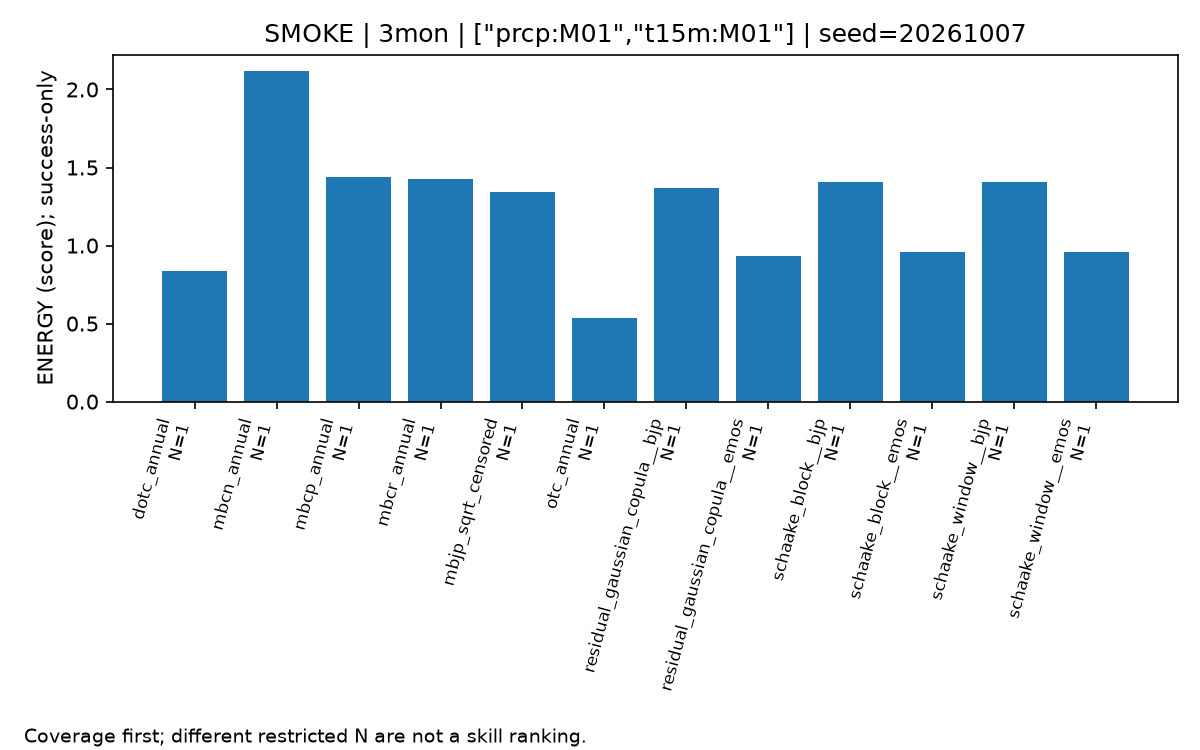 SMOKE | 3mon | ["prcp:M01","t15m:M01"] | seed=20261007
ENERGY (score); success-only
2.0
1.5
1.0
0.5
0.0
dotc_annual
N=1
mbcn_annual
N=1
mbcp_annual
N=1
mbcr_annual
N=1
mbjp_sqrt_censored
N=1
otc_annual
N=1
residual_gaussian_copula__bjp
N=1
residual_gaussian_copula__emos
N=1
schaake_block__bjp
N=1
schaake_block__emos
N=1
schaake_window__bjp
N=1
schaake_window__emos
N=1
Coverage first; different restricted N are not a skill ranking.